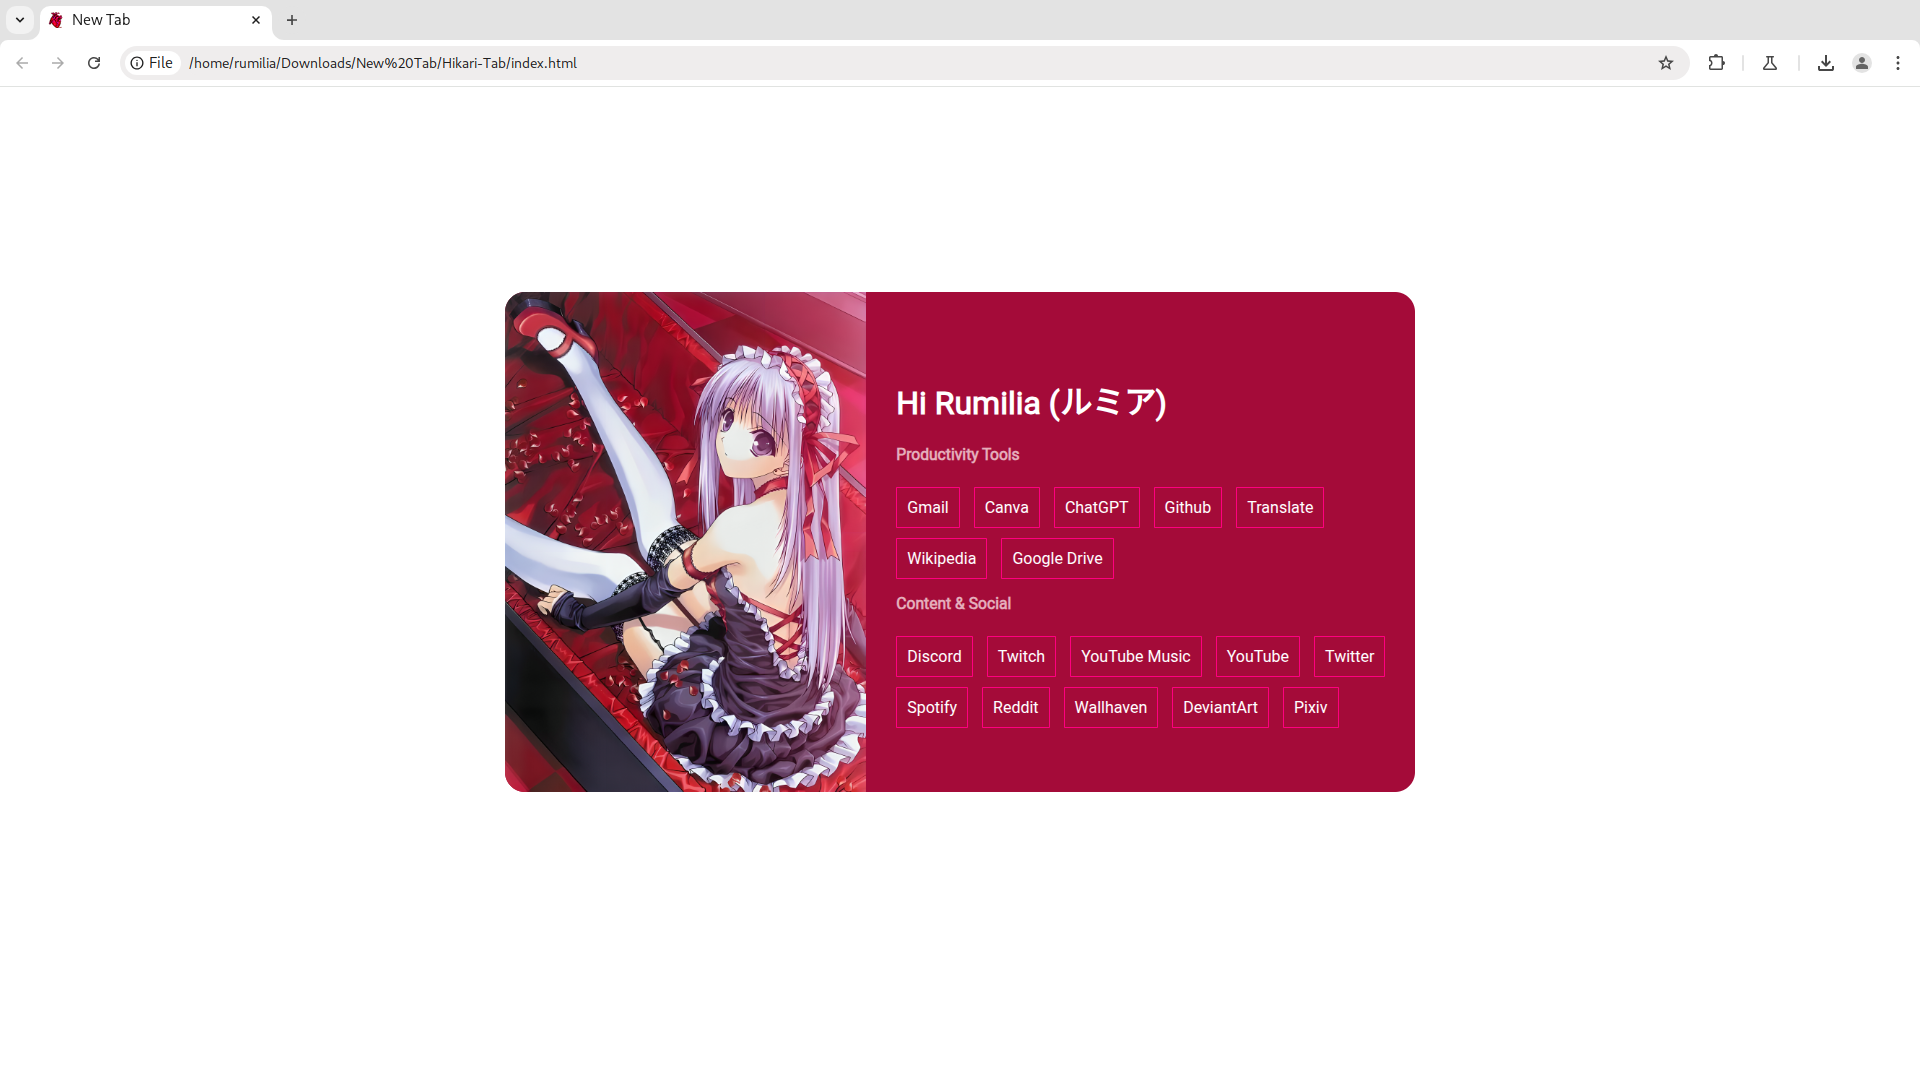 New Tab
File /home/rumilia/Downloads/New%20Tab/Hikari-Tab/index.html
Hi Rumilia (ルミア)
Productivity Tools
Gmail Canva ChatGPT Github Translate
Wikipedia Google Drive
Content & Social
Discord Twitch YouTube Music YouTube Twitter
Spotify Reddit Wallhaven DeviantArt Pixiv